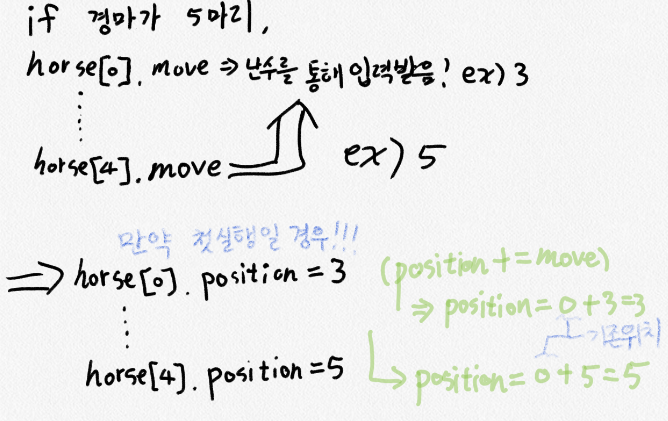 if 경마가 5마리,
horse[0].move ⇒ 난수를 통해 입력받음! ex) 3
horse[4].move ex) 5
만약 첫실행일 경우!!!
⇒ horse[0].position = 3 (position += move)
⇒ position = 0+3=3
기존위치
horse[4].position = 5 → position = 0+5=5